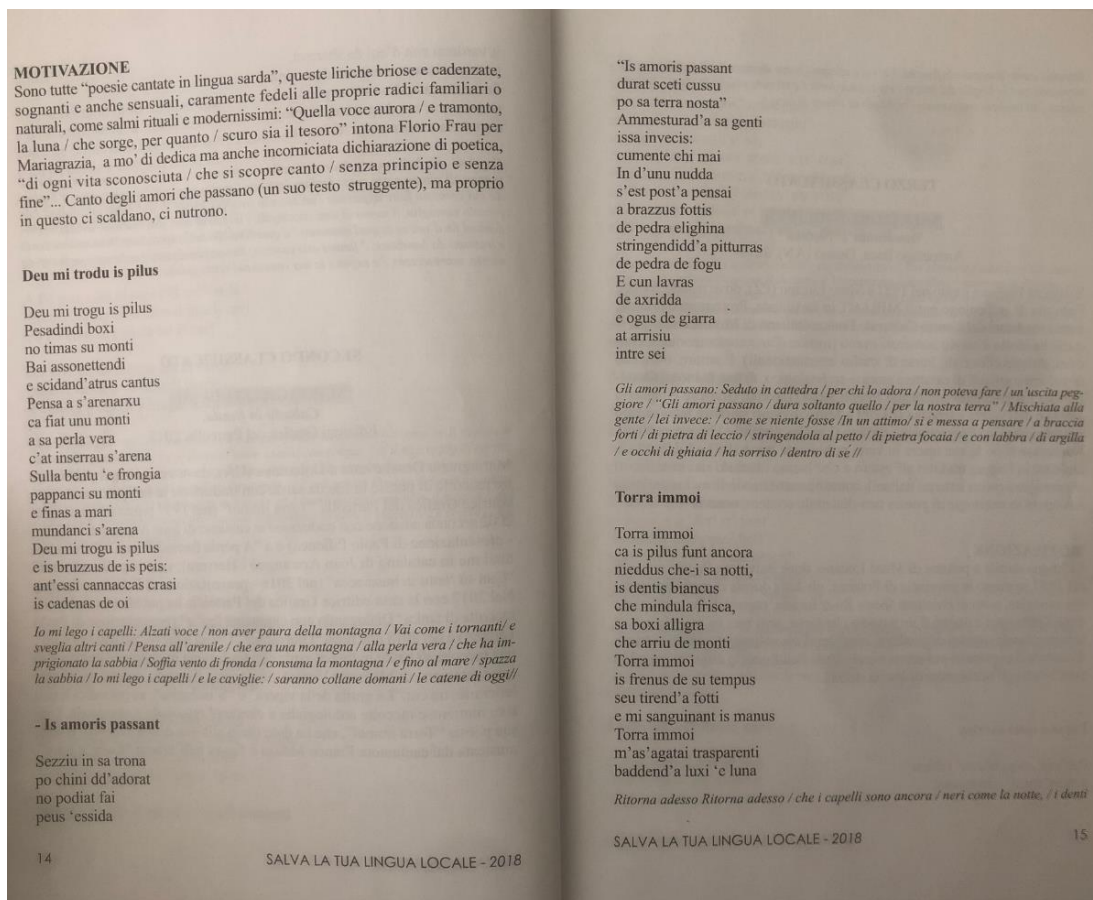 MOTIVAZIONE
Sono tutte “poesie cantate in lingua sarda”, queste liriche briose e cadenzate,
sognanti e anche sensuali, caramente fedeli alle proprie radici familiari o
naturali, come salmi rituali e modernissimi: “Quella voce aurora / e tramonto,
la luna / che sorge, per quanto / scuro sia il tesoro” intona Florio Frau per
Mariagrazia, a mo’ di dedica ma anche incorniciata dichiarazione di poetica,
“di ogni vita sconosciuta / che si scopre canto / senza principio e senza
fine”... Canto degli amori che passano (un suo testo struggente), ma proprio
in questo ci scaldano, ci nutrono.
Deu mi trodu is pilus
Deu mi trogu is pilus
Pesadindi boxi
no timas su monti
Bai assonettendi
e scidand’atrus cantus
Pensa a s’arenarxu
ca fiat unu monti
a sa perla vera
c’at inserrau s’arena
Sulla bentu ‘e frongia
pappanci su monti
e finas a mari
mundanci s’arena
Deu mi trogu is pilus
e is bruzzus de is peis:
ant’essi cannaccas crasi
is cadenas de oi
Io mi lego i capelli: Alzati voce / non aver paura della montagna / Vai come i tornanti/ e
sveglia altri canti / Pensa all’arenile / che era una montagna / alla perla vera / che ha im-
prigionato la sabbia / Soffia vento di fronda / consuma la montagna / e fino al mare / spazza
la sabbia / Io mi lego i capelli / e le caviglie: / saranno collane domani / le catene di oggi//
- Is amoris passant
Sezziu in sa trona
po chini dd’adorat
no podiat fai
peus ‘essida
14
SALVA LA TUA LINGUA LOCALE - 2018
“Is amoris passant
durat sceti cussu
po sa terra nosta”
Ammesturad’a sa genti
issa invecis:
cumente chi mai
In d’unu nudda
s’est post’a pensai
a brazzus fottis
de pedra elighina
stringendidd’a pitturras
de pedra de fogu
E cun lavras
de axridda
e ogus de giarra
at arrisiu
intre sei
Gli amori passano: Seduto in cattedra / per chi lo adora / non poteva fare / un’uscita peg-
giore / “Gli amori passano / dura soltanto quello / per la nostra terra” / Mischiata alla
gente / lei invece: / come se niente fosse /In un attimo/ si è messa a pensare / a braccia
forti / di pietra di leccio / stringendola al petto / di pietra focaia / e con labbra / di argilla
/ e occhi di ghiaia / ha sorriso / dentro di sé //
Torra immoi
Torra immoi
ca is pilus funt ancora
nieddus che-i sa notti,
is dentis biancus
che mindula frisca,
sa boxi alligra
che arriu de monti
Torra immoi
is frenus de su tempus
seu tirend’a fotti
e mi sanguinant is manus
Torra immoi
m’as’agatai trasparenti
baddend’a luxi ‘e luna
Ritorna adesso Ritorna adesso / che i capelli sono ancora / neri come la notte, / i denti
SALVA LA TUA LINGUA LOCALE - 2018
15